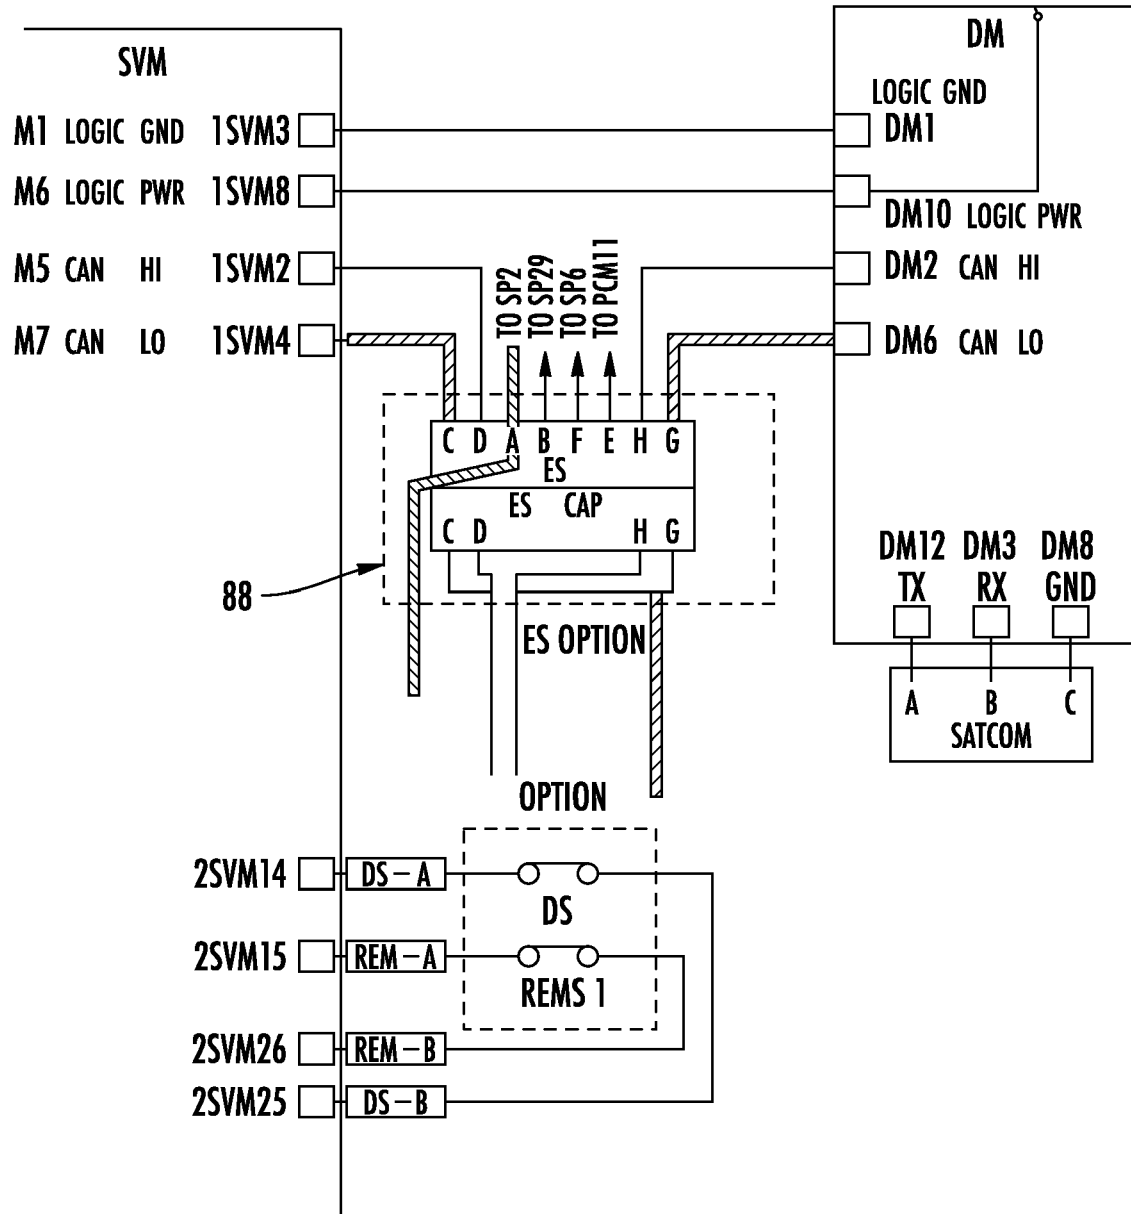 SVM
DM
LOGIC GND
M1 LOGIC GND 1SVM3
DM1
M6 LOGIC PWR 1SVM8
DM10 LOGIC PWR
M5 CAN HI 1SVM2
DM2 CAN HI
M7 CAN LO 1SVM4
DM6 CAN LO
TO SP2
TO SP29
TO SP6
TO PCM11
C D A B F E H G
ES
ES CAP
C D H G
88
ES OPTION
DM12 DM3 DM8
TX RX GND
A B C
SATCOM
OPTION
2SVM14 DS-A
DS
2SVM15 REM-A
REMS 1
2SVM26 REM-B
2SVM25 DS-B